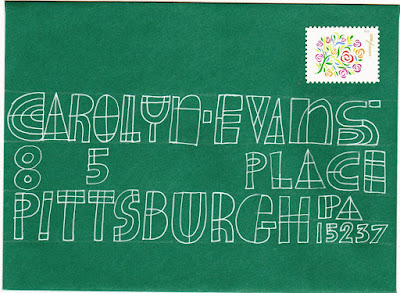 CAROLYN·EVANS
8 5 PLACE
PITTSBURGH PA
15237